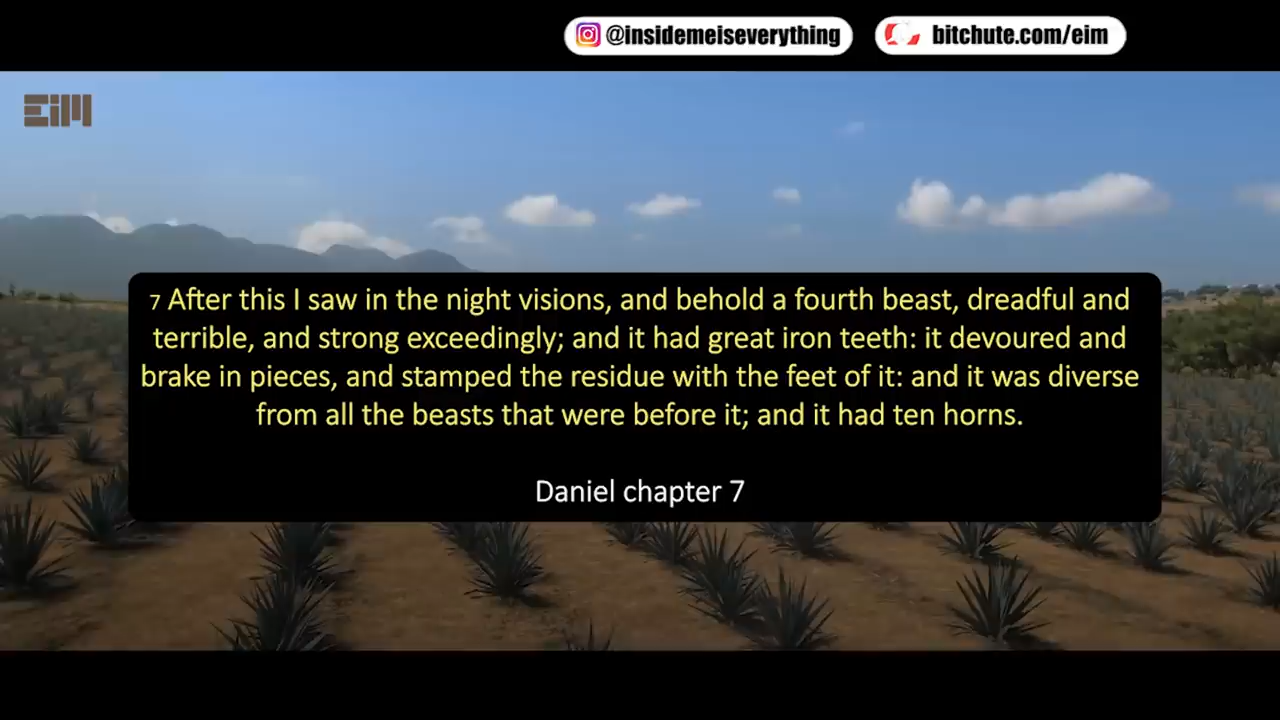 @insidemeiseverything
bitchute.com/eim
EiM
7 After this I saw in the night visions, and behold a fourth beast, dreadful and
terrible, and strong exceedingly; and it had great iron teeth: it devoured and
brake in pieces, and stamped the residue with the feet of it: and it was diverse
from all the beasts that were before it; and it had ten horns.
Daniel chapter 7